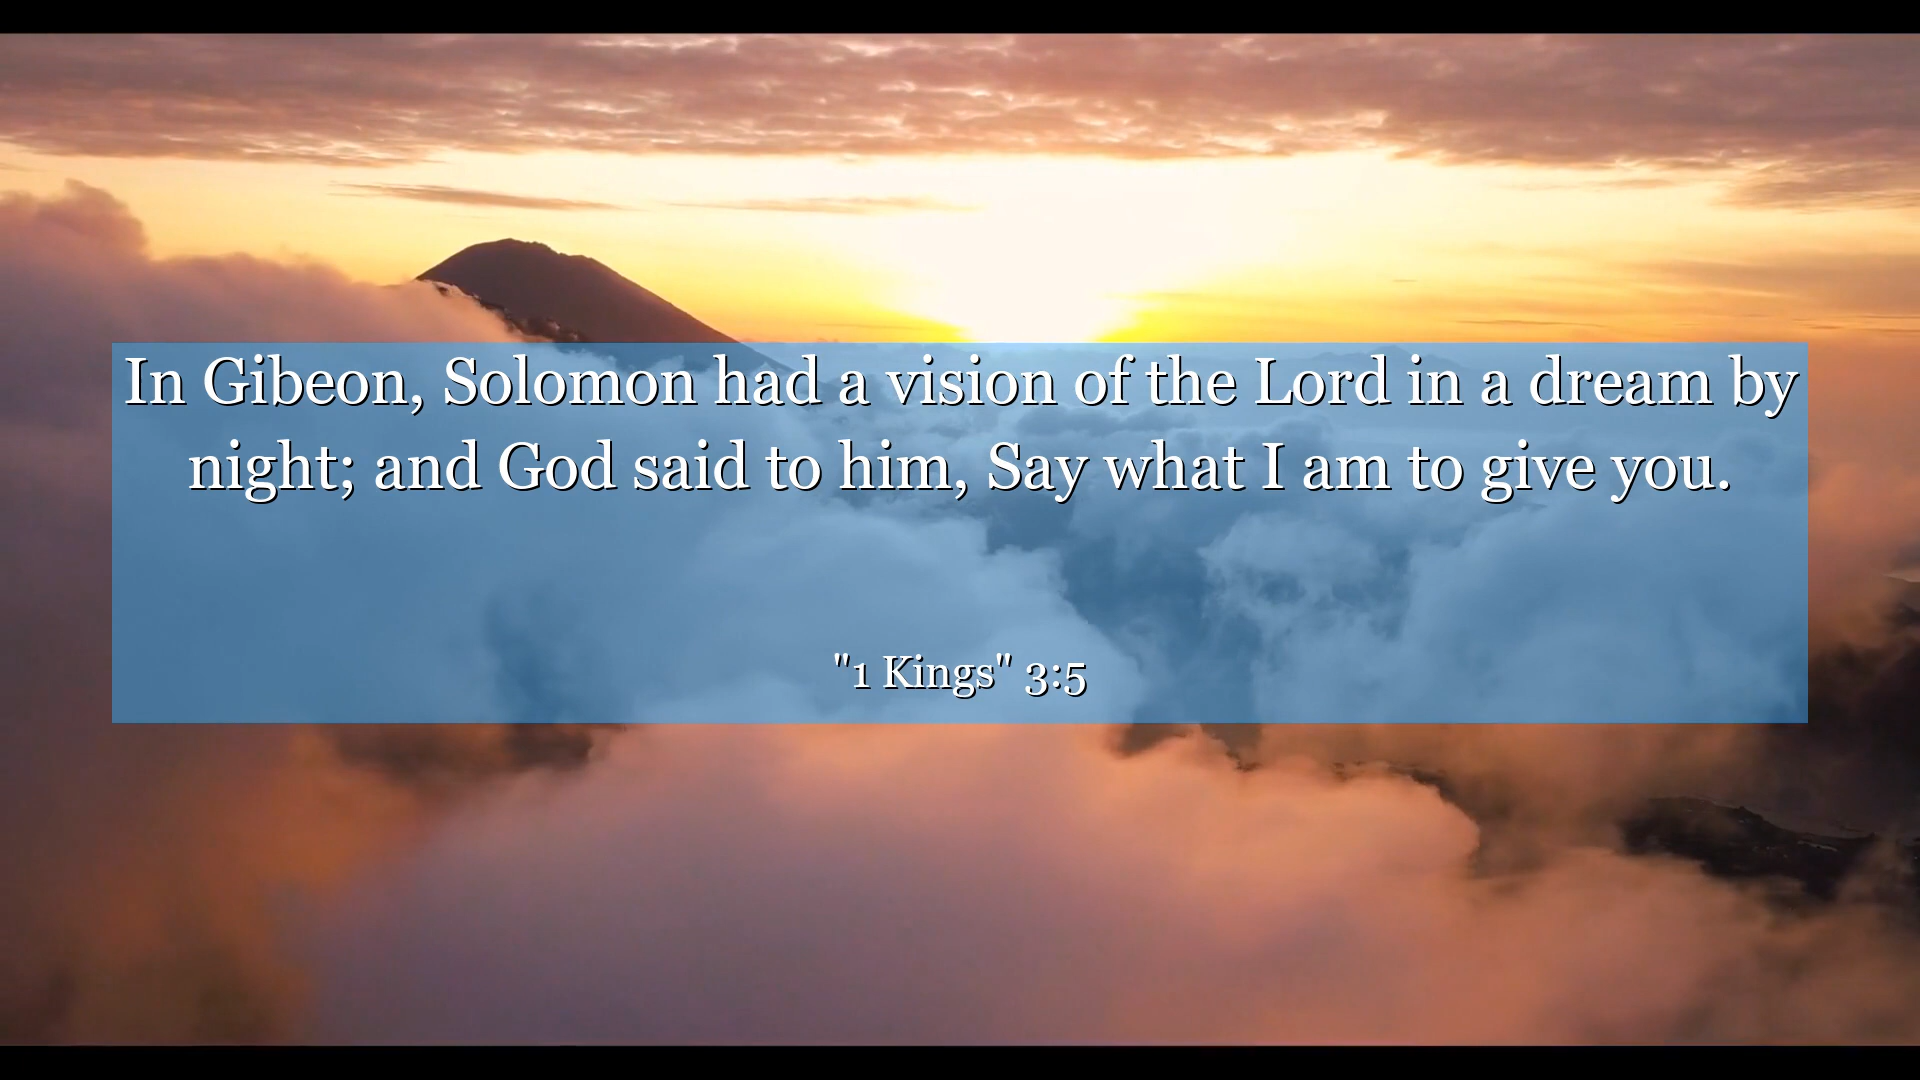 In Gibeon, Solomon had a vision of the Lord in a dream by
night; and God said to him, Say what I am to give you.
"1 Kings" 3:5